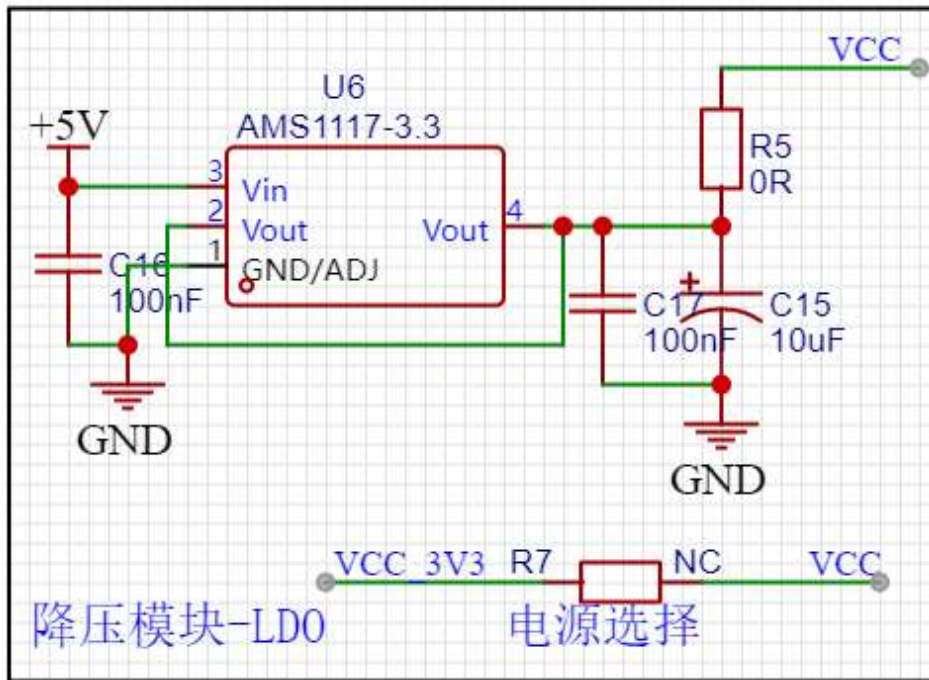 VCC
U6
AMS1117-3.3
+5V
R5
0R
3
Vin
2
Vout
Vout
4
1
GND/ADJ
C16
100nF
C17
100nF
+
C15
10uF
GND
GND
VCC_3V3
R7
NC
VCC
降压模块-LDO
电源选择